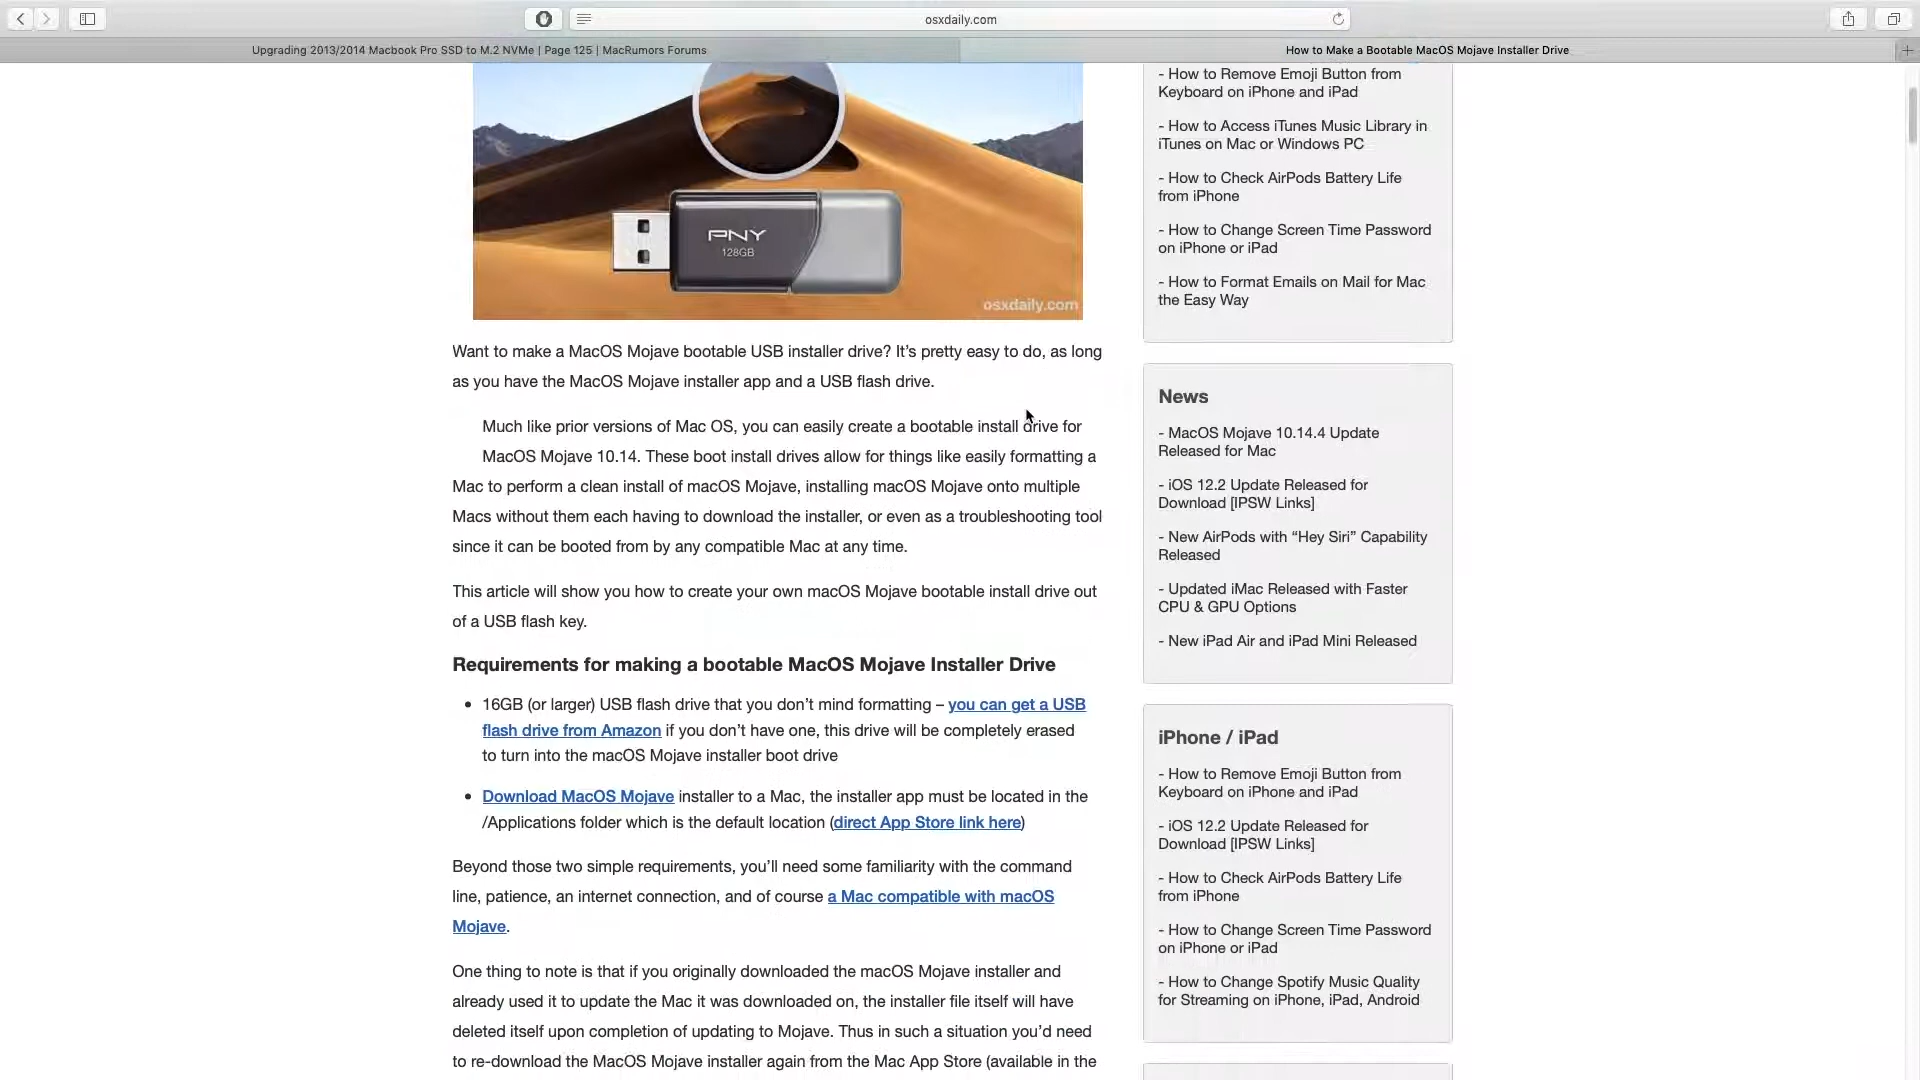 osxdaily.com
Upgrading 2013/2014 Macbook Pro SSD to M.2 NVMe | Page 125 | MacRumors Forums
How to Make a Bootable MacOS Mojave Installer Drive
PNY
128GB
osxdaily.com
Want to make a MacOS Mojave bootable USB installer drive? It's pretty easy to do, as long
as you have the MacOS Mojave installer app and a USB flash drive.
Much like prior versions of Mac OS, you can easily create a bootable install drive for
MacOS Mojave 10.14. These boot install drives allow for things like easily formatting a
Mac to perform a clean install of macOS Mojave, installing macOS Mojave onto multiple
Macs without them each having to download the installer, or even as a troubleshooting tool
since it can be booted from by any compatible Mac at any time.
This article will show you how to create your own macOS Mojave bootable install drive out
of a USB flash key.
Requirements for making a bootable MacOS Mojave Installer Drive
• 16GB (or larger) USB flash drive that you don't mind formatting – you can get a USB
flash drive from Amazon if you don't have one, this drive will be completely erased
to turn into the macOS Mojave installer boot drive
• Download MacOS Mojave installer to a Mac, the installer app must be located in the
/Applications folder which is the default location (direct App Store link here)
Beyond those two simple requirements, you'll need some familiarity with the command
line, patience, an internet connection, and of course a Mac compatible with macOS
Mojave.
One thing to note is that if you originally downloaded the macOS Mojave installer and
already used it to update the Mac it was downloaded on, the installer file itself will have
deleted itself upon completion of updating to Mojave. Thus in such a situation you'd need
to re-download the MacOS Mojave installer again from the Mac App Store (available in the
- How to Remove Emoji Button from
Keyboard on iPhone and iPad
- How to Access iTunes Music Library in
iTunes on Mac or Windows PC
- How to Check AirPods Battery Life
from iPhone
- How to Change Screen Time Password
on iPhone or iPad
- How to Format Emails on Mail for Mac
the Easy Way
News
- MacOS Mojave 10.14.4 Update
Released for Mac
- iOS 12.2 Update Released for
Download [IPSW Links]
- New AirPods with “Hey Siri” Capability
Released
- Updated iMac Released with Faster
CPU & GPU Options
- New iPad Air and iPad Mini Released
iPhone / iPad
- How to Remove Emoji Button from
Keyboard on iPhone and iPad
- iOS 12.2 Update Released for
Download [IPSW Links]
- How to Check AirPods Battery Life
from iPhone
- How to Change Screen Time Password
on iPhone or iPad
- How to Change Spotify Music Quality
for Streaming on iPhone, iPad, Android